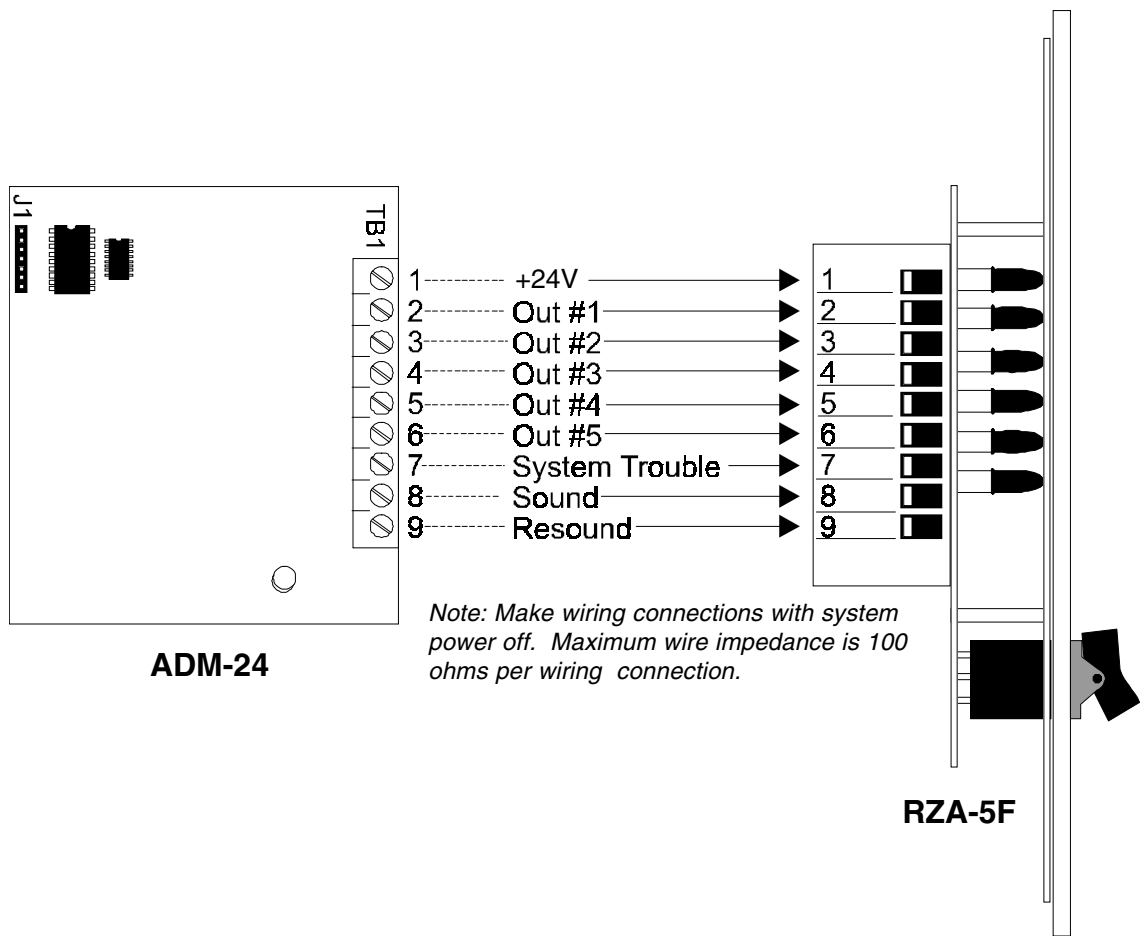 J1
TB1
1 +24V 1
2 Out #1 2
3 Out #2 3
4 Out #3 4
5 Out #4 5
6 Out #5 6
7 System Trouble 7
8 Sound 8
9 Resound 9
Note: Make wiring connections with system
power off. Maximum wire impedance is 100
ohms per wiring connection.
ADM-24
RZA-5F